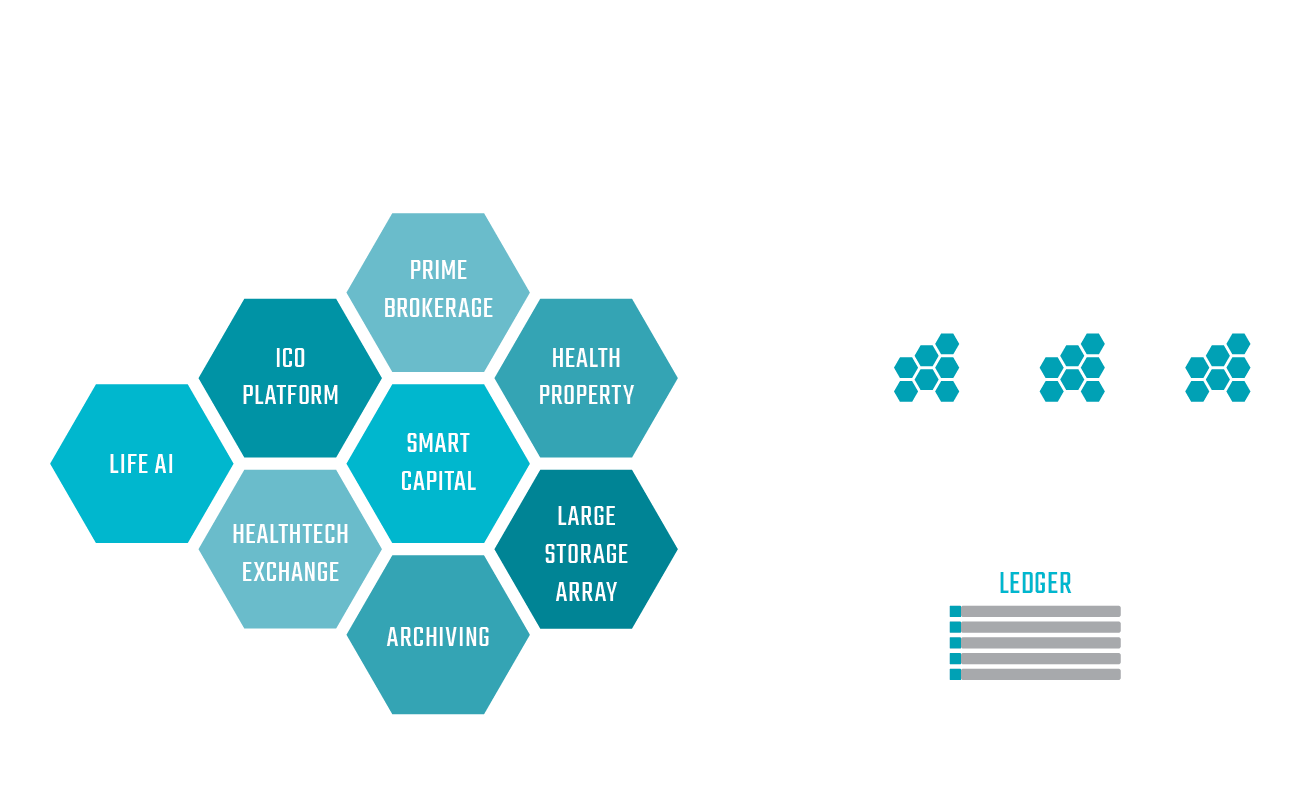 PRIME
BROKERAGE
ICO
PLATFORM
HEALTH
PROPERTY
LIFE AI
SMART
CAPITAL
HEALTHTECH
EXCHANGE
LARGE
STORAGE
ARRAY
ARCHIVING
LEDGER